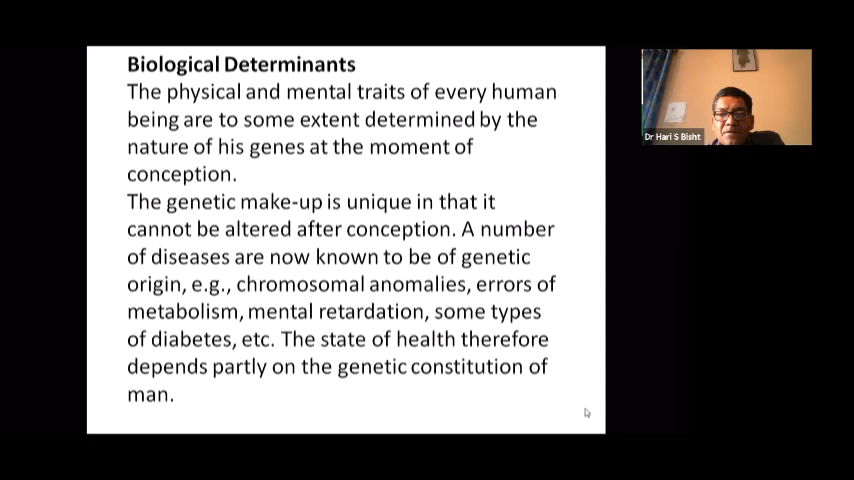 Biological Determinants
The physical and mental traits of every human
being are to some extent determined by the
nature of his genes at the moment of
conception.
The genetic make-up is unique in that it
cannot be altered after conception. A number
of diseases are now known to be of genetic
origin, e.g., chromosomal anomalies, errors of
metabolism, mental retardation, some types
of diabetes, etc. The state of health therefore
depends partly on the genetic constitution of
man.
Dr Hari S Bisht